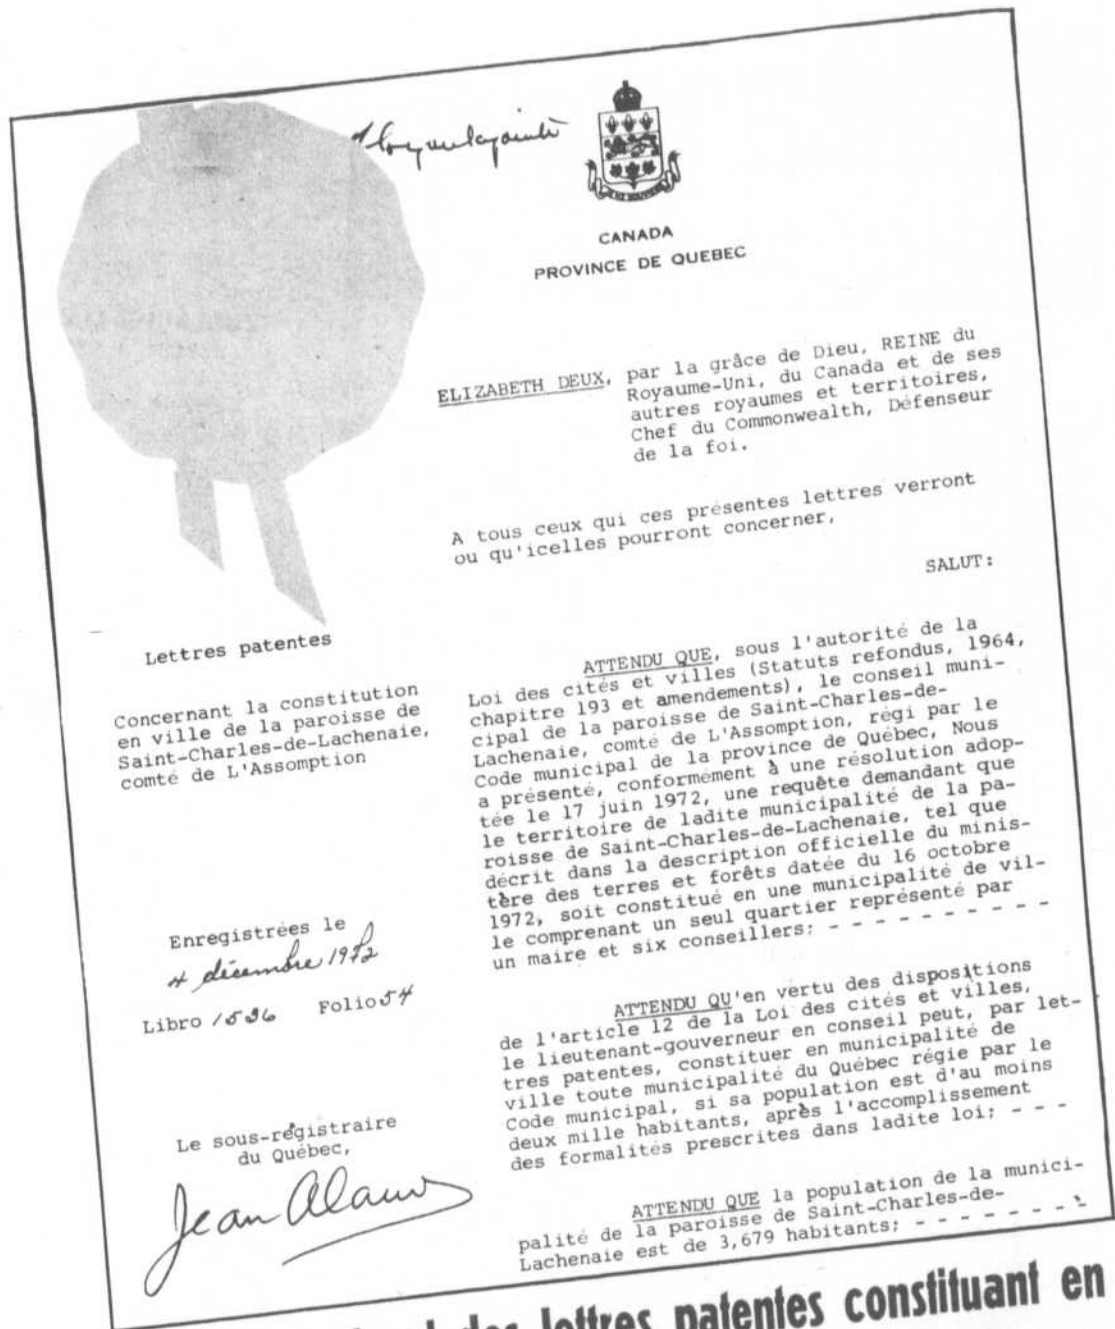 CANADA
PROVINCE DE QUEBEC
ELIZABETH DEUX, par la grâce de Dieu, REINE du
Royaume-Uni, du Canada et de ses
autres royaumes et territoires,
Chef du Commonwealth, Défenseur
de la foi.
A tous ceux qui ces présentes lettres verront
ou qu'icelles pourront concerner,
SALUT:
Lettres patentes
Concernant la constitution
en ville de la paroisse de
Saint-Charles-de-Lachenaie,
comté de L'Assomption
Enregistrées le
4 décembre 1972
Libro 1536 Folio 54
Le sous-régistraire
du Québec,
Jean Alarie
ATTENDU QUE, sous l'autorité de la
Loi des cités et villes (Statuts refondus, 1964,
chapitre 193 et amendements), le conseil muni-
cipal de la paroisse de Saint-Charles-de-
Lachenaie, comté de L'Assomption, régi par le
Code municipal de la province de Québec, Nous
a présenté, conformément à une résolution adop-
tée le 17 juin 1972, une requête demandant que
le territoire de ladite municipalité de la pa-
roisse de Saint-Charles-de-Lachenaie, tel que
décrit dans la description officielle du minis-
tère des terres et forêts datée du 16 octobre
1972, soit constitué en une municipalité de vil-
le comprenant un seul quartier représenté par
un maire et six conseillers; - - - - - - - - -
ATTENDU QU'en vertu des dispositions
de l'article 12 de la Loi des cités et villes,
le lieutenant-gouverneur en conseil peut, par let-
tres patentes, constituer en municipalité de
ville toute municipalité du Québec régie par le
Code municipal, si sa population est d'au moins
deux mille habitants, après l'accomplissement
des formalités prescrites dans ladite loi; - - -
ATTENDU QUE la population de la munici-
palité de la paroisse de Saint-Charles-de-
Lachenaie est de 3,679 habitants; - - - - - - -
des lettres patentes constituant en